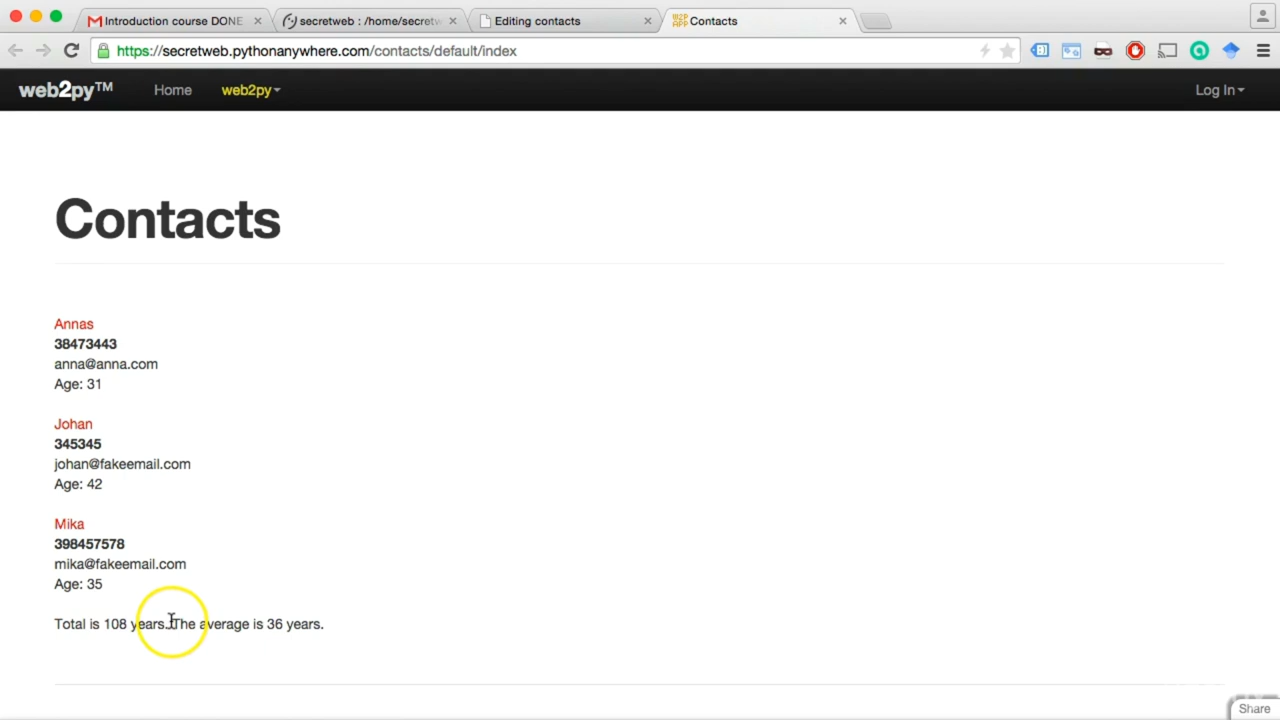 Introduction course DONE
secretweb : /home/secretw
Editing contacts
Contacts
https://secretweb.pythonanywhere.com/contacts/default/index
web2py™ Home web2py Log In
Contacts
Annas
38473443
anna@anna.com
Age: 31
Johan
345345
johan@fakeemail.com
Age: 42
Mika
398457578
mika@fakeemail.com
Age: 35
Total is 108 years. The average is 36 years.
Share